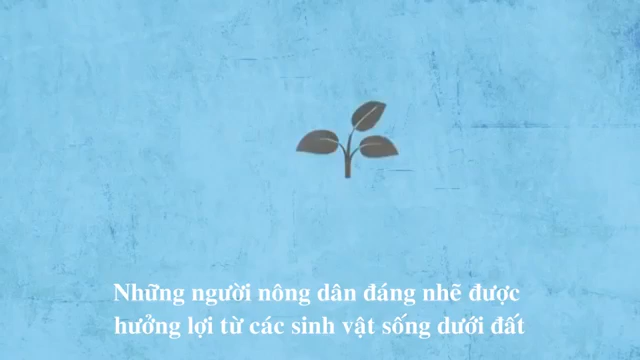 Những người nông dân đáng nhẽ được
hưởng lợi từ các sinh vật sống dưới đất